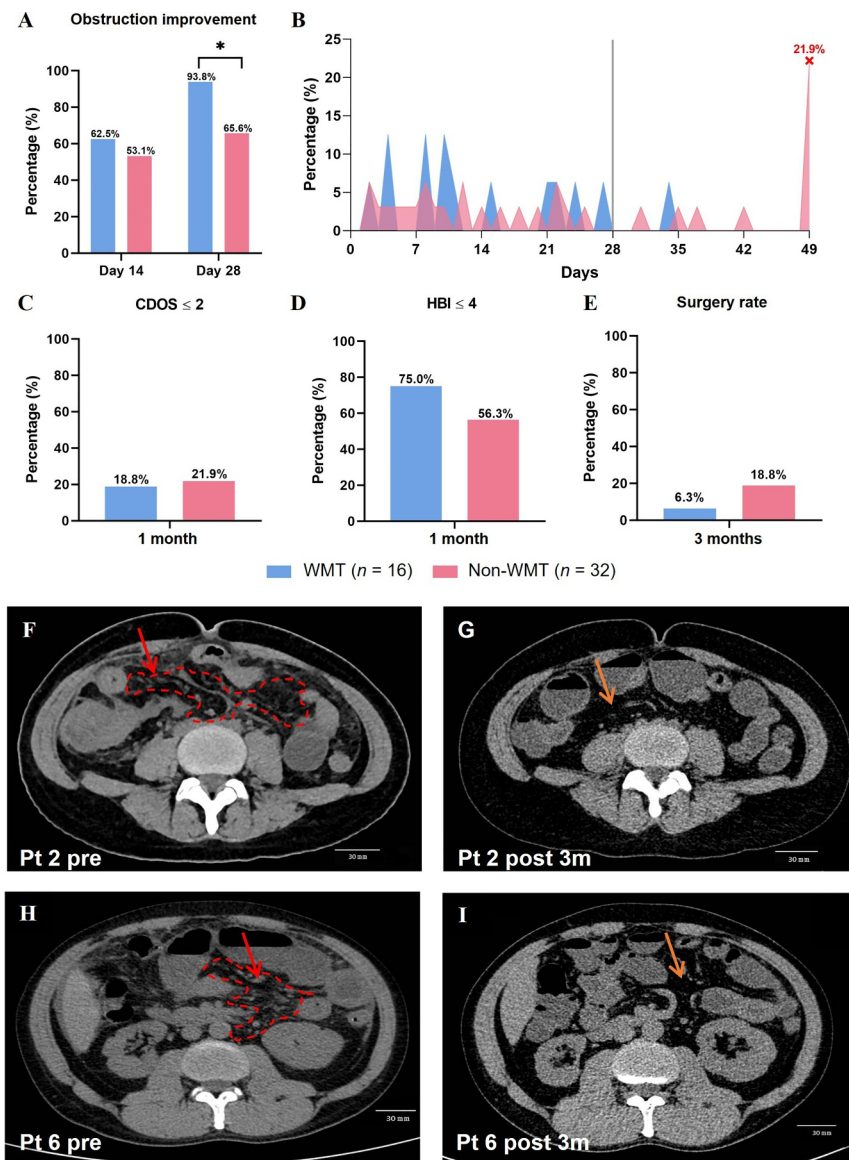 A Obstruction improvement
*
Percentage (%)
100
80
60
40
20
0
62.5%
53.1%
93.8%
65.6%
Day 14
Day 28
B
Percentage (%)
25
20
15
10
5
0
21.9%
0 7 14 21 28 35 42 49
Days
C CDOS ≤ 2
Percentage (%)
100
80
60
40
20
0
18.8%
21.9%
1 month
D HBI ≤ 4
Percentage (%)
100
80
60
40
20
0
75.0%
56.3%
1 month
E Surgery rate
Percentage (%)
100
80
60
40
20
0
6.3%
18.8%
3 months
WMT (n = 16) Non-WMT (n = 32)
F
Pt 2 pre
30 mm
G
Pt 2 post 3m
30 mm
H
Pt 6 pre
30 mm
I
Pt 6 post 3m
30 mm